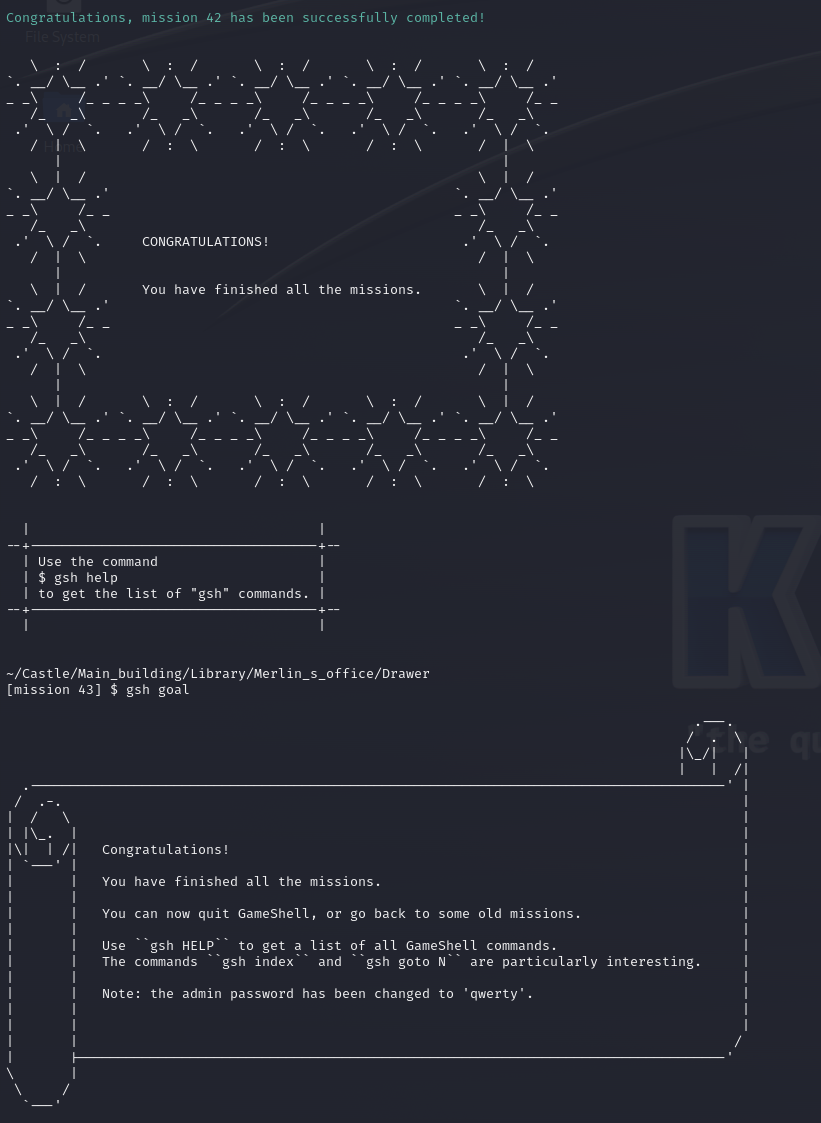 Congratulations, mission 42 has been successfully completed!
File System
Home
CONGRATULATIONS!
You have finished all the missions.
Use the command
$ gsh help
to get the list of "gsh" commands.
~/Castle/Main_building/Library/Merlin_s_office/Drawer
[mission 43] $ gsh goal
K
"the qu
Congratulations!
You have finished all the missions.
You can now quit GameShell, or go back to some old missions.
Use ``gsh HELP`` to get a list of all GameShell commands.
The commands ``gsh index`` and ``gsh goto N`` are particularly interesting.
Note: the admin password has been changed to 'qwerty'.